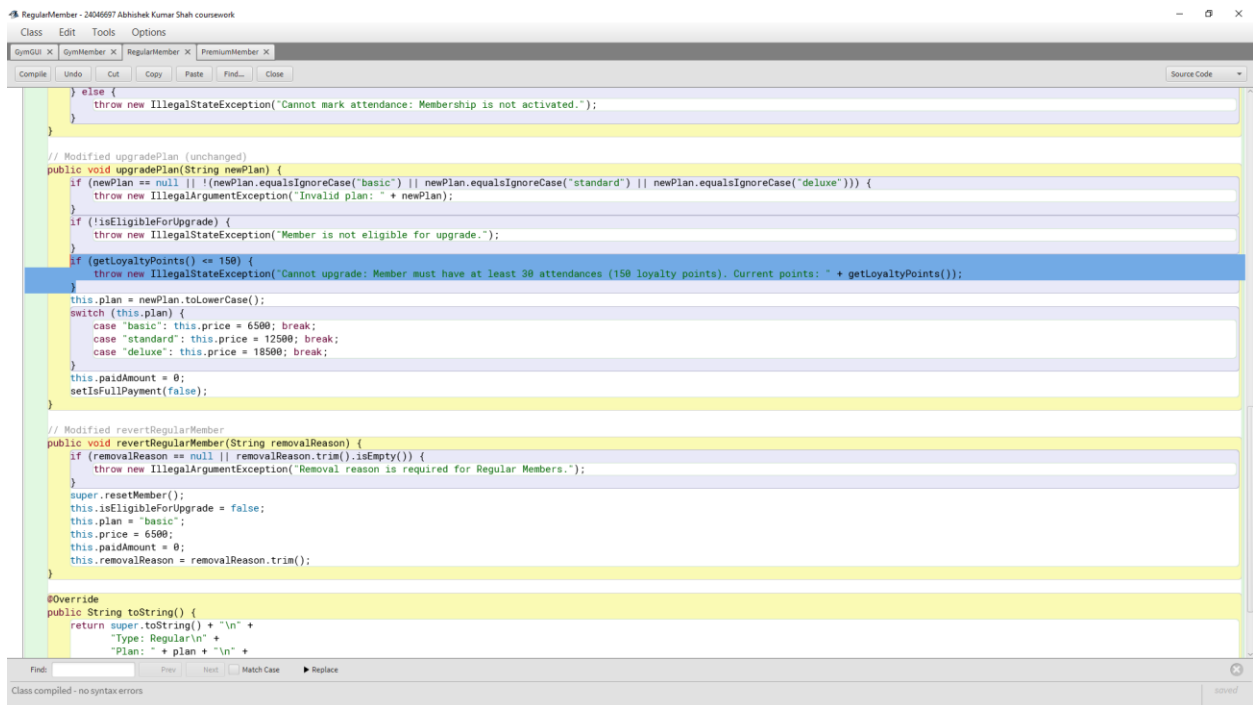 RegularMember - 24046697 Abhishek Kumar Shah coursework
Class Edit Tools Options
GymGUI X GymMember X RegularMember X PremiumMember X
Compile Undo Cut Copy Paste Find... Close Source Code
} else {
throw new IllegalStateException("Cannot mark attendance: Membership is not activated.");
}
}
// Modified upgradePlan (unchanged)
public void upgradePlan(String newPlan) {
if (newPlan == null || !(newPlan.equalsIgnoreCase("basic") || newPlan.equalsIgnoreCase("standard") || newPlan.equalsIgnoreCase("deluxe"))) {
throw new IllegalArgumentException("Invalid plan: " + newPlan);
}
if (!isEligibleForUpgrade) {
throw new IllegalStateException("Member is not eligible for upgrade.");
}
if (getLoyaltyPoints() <= 150) {
throw new IllegalStateException("Cannot upgrade: Member must have at least 30 attendances (150 loyalty points). Current points: " + getLoyaltyPoints());
}
this.plan = newPlan.toLowerCase();
switch (this.plan) {
case "basic": this.price = 6500; break;
case "standard": this.price = 12500; break;
case "deluxe": this.price = 18500; break;
}
this.paidAmount = 0;
setIsFullPayment(false);
}
// Modified revertRegularMember
public void revertRegularMember(String removalReason) {
if (removalReason == null || removalReason.trim().isEmpty()) {
throw new IllegalArgumentException("Removal reason is required for Regular Members.");
}
super.resetMember();
this.isEligibleForUpgrade = false;
this.plan = "basic";
this.price = 6500;
this.paidAmount = 0;
this.removalReason = removalReason.trim();
}
@Override
public String toString() {
return super.toString() + "\n" +
"Type: Regular\n" +
"Plan: " + plan + "\n" +
Find: Prev Next Match Case Replace
Class compiled - no syntax errors saved